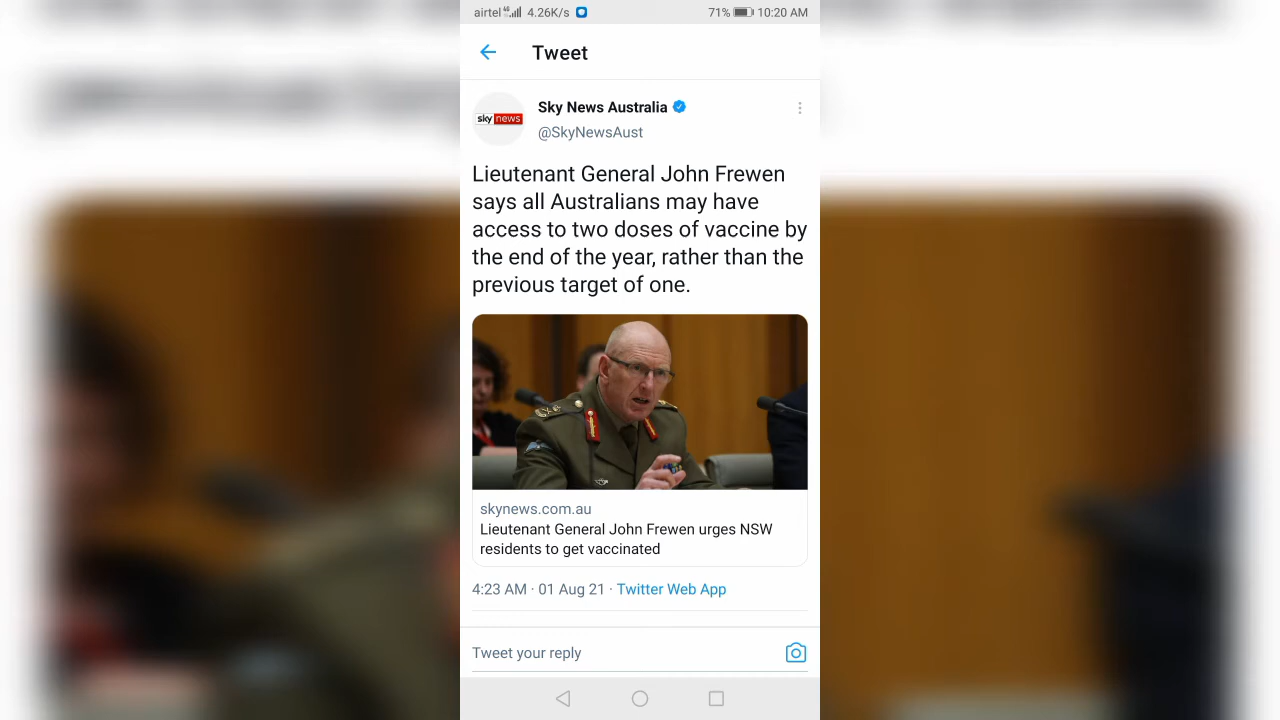 airtel 4G 4.26K/s 71% 10:20 AM
Tweet
sky news
Sky News Australia
@SkyNewsAust
Lieutenant General John Frewen
says all Australians may have
access to two doses of vaccine by
the end of the year, rather than the
previous target of one.
skynews.com.au
Lieutenant General John Frewen urges NSW
residents to get vaccinated
4:23 AM · 01 Aug 21 · Twitter Web App
Tweet your reply